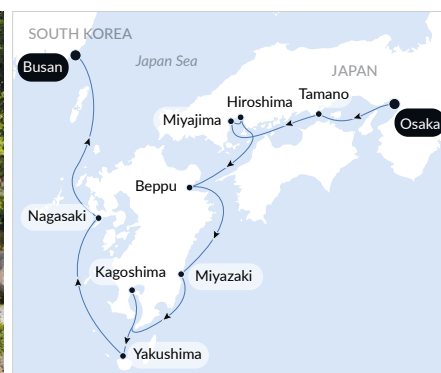 SOUTH KOREA
Busan
Japan Sea
JAPAN
Tamano
Hiroshima
Miyajima
Osaka
Beppu
Nagasaki
Kagoshima
Miyazaki
Yakushima